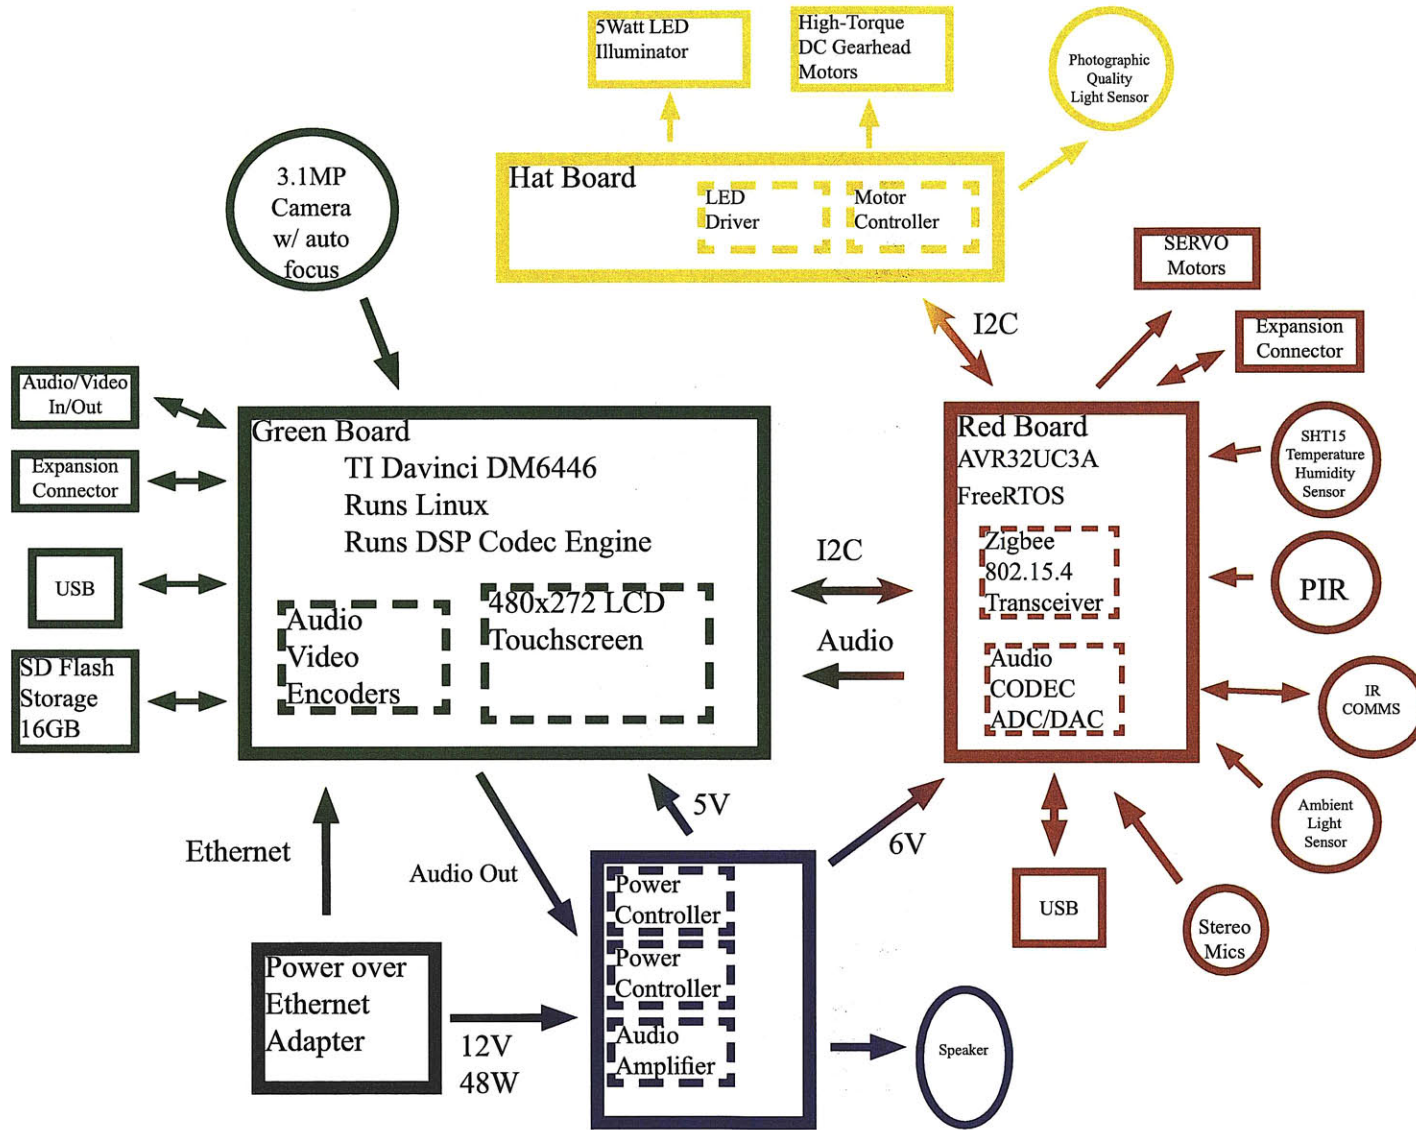 5Watt LED
Illuminator
High-Torque
DC Gearhead
Motors
Photographic
Quality
Light Sensor
3.1MP
Camera
w/ auto
focus
Hat Board
LED
Driver
Motor
Controller
SERVO
Motors
I2C
Expansion
Connector
Audio/Video
In/Out
Expansion
Connector
USB
SD Flash
Storage
16GB
Green Board
TI Davinci DM6446
Runs Linux
Runs DSP Codec Engine
Audio
Video
Encoders
480x272 LCD
Touchscreen
I2C
Audio
Red Board
AVR32UC3A
FreeRTOS
Zigbee
802.15.4
Transceiver
Audio
CODEC
ADC/DAC
SHT15
Temperature
Humidity
Sensor
PIR
IR
COMMS
Ambient
Light
Sensor
Stereo
Mics
USB
5V
6V
Ethernet
Audio Out
Power over
Ethernet
Adapter
12V
48W
Power
Controller
Power
Controller
Audio
Amplifier
Speaker